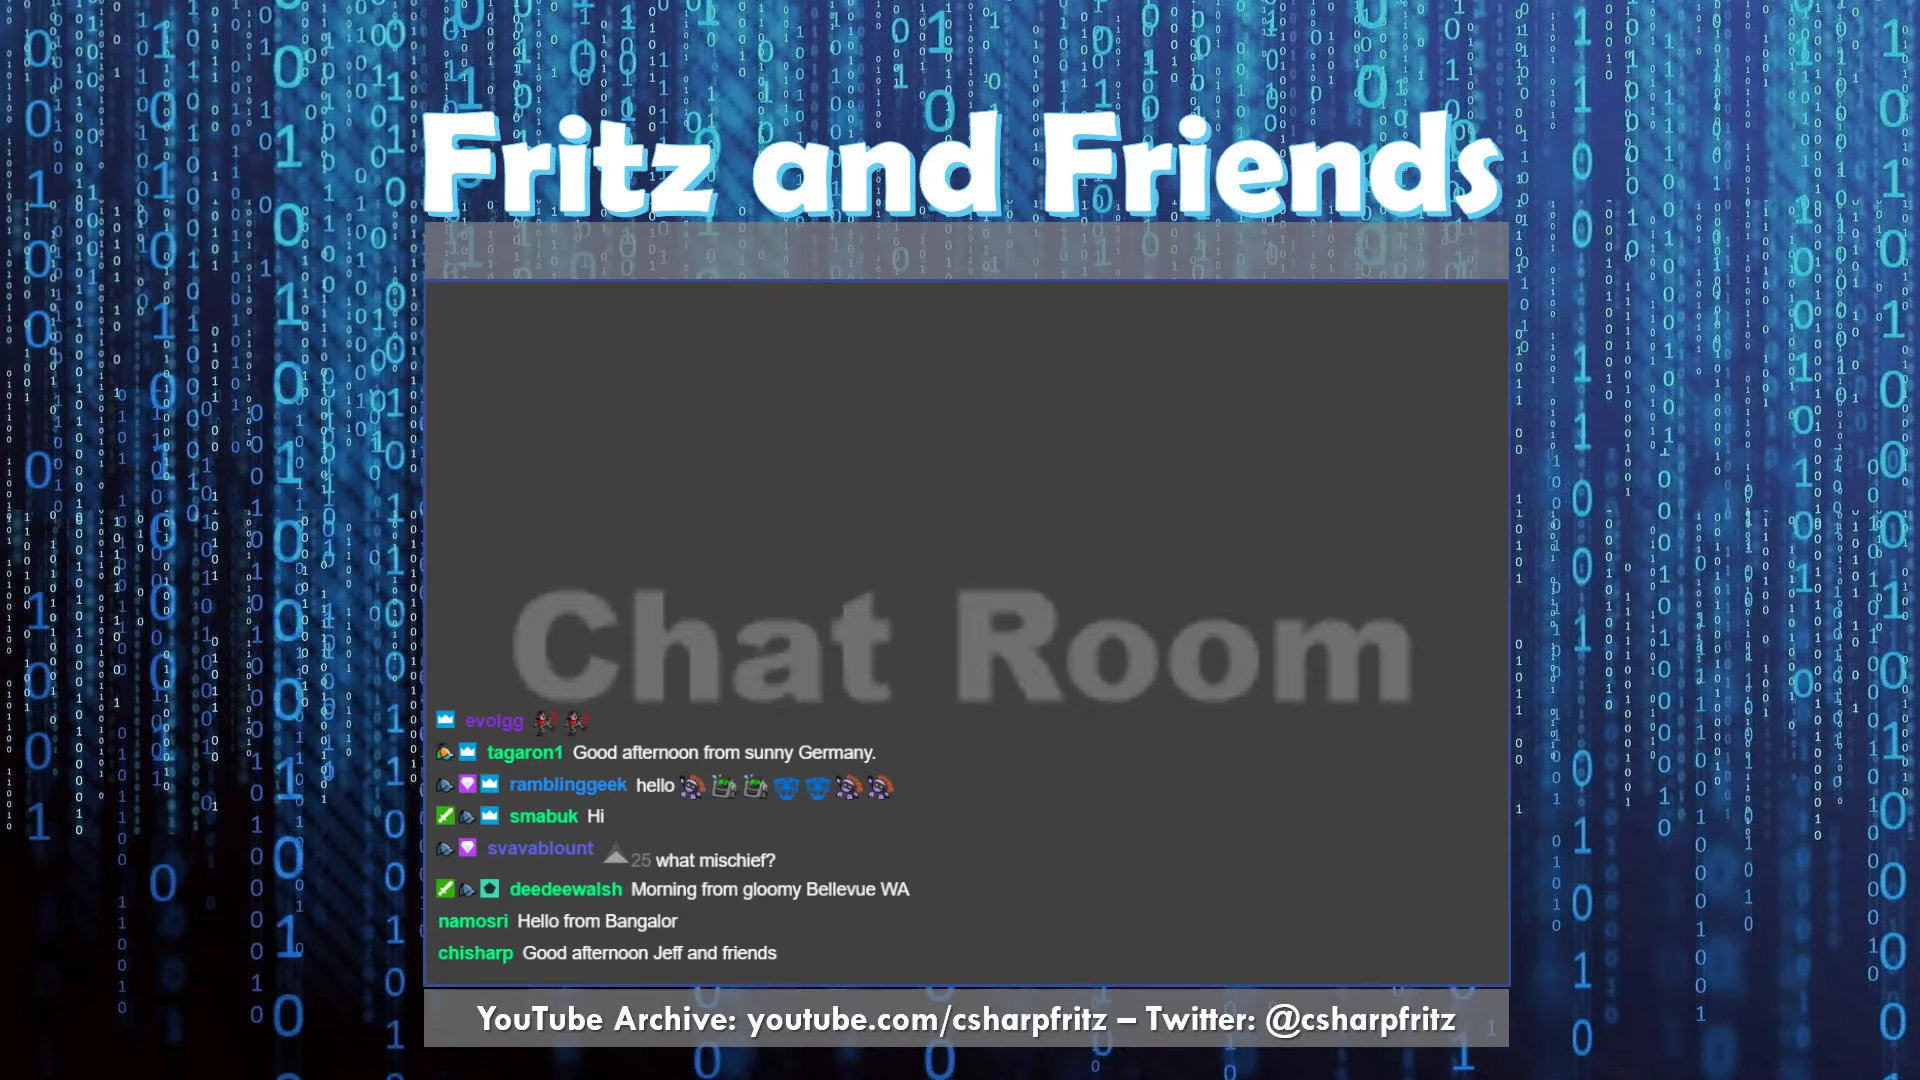 Fritz and Friends
Chat Room
evolgg
tagaron1 Good afternoon from sunny Germany.
ramblinggeek hello
smabuk Hi
svavablount 25 what mischief?
deedeewalsh Morning from gloomy Bellevue WA
namosri Hello from Bangalor
chisharp Good afternoon Jeff and friends
YouTube Archive: youtube.com/csharpfritz – Twitter: @csharpfritz